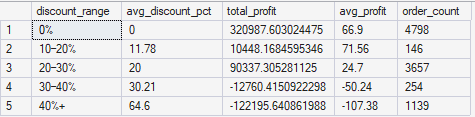 discount_range avg_discount_pct total_profit avg_profit order_count
1 0% 0 320987.603024475 66.9 4798
2 10-20% 11.78 10448.1684595346 71.56 146
3 20-30% 20 90337.305281125 24.7 3657
4 30-40% 30.21 -12760.4150922298 -50.24 254
5 40%+ 64.6 -122195.640861988 -107.38 1139